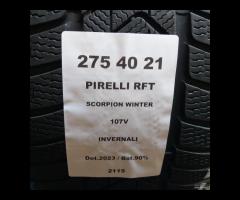 275 40 21
PIRELLI RFT
SCORPION WINTER
107V
INVERNALI
Dot.2023 / Bat.90%
2115